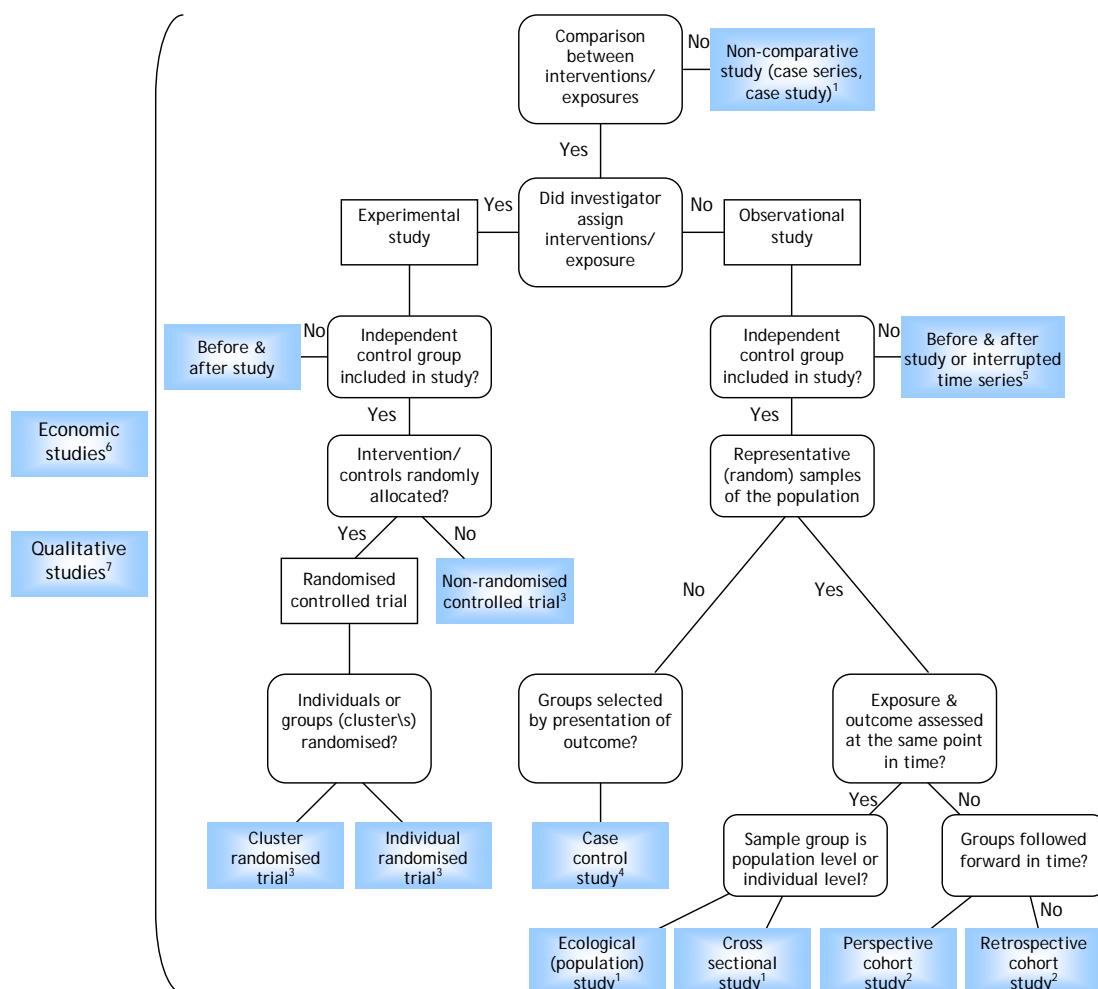 Comparison
between
interventions/
exposures
No
Non-comparative
study (case series,
case study)1
Yes
Did investigator
assign
interventions/
exposure
Yes
No
Experimental
study
Observational
study
Independent
control group
included in study?
No
Before &
after study
Independent
control group
included in study?
No
Before & after
study or interrupted
time series5
Yes
Yes
Economic
studies6
Intervention/
controls randomly
allocated?
Representative
(random) samples
of the population
Qualitative
studies7
Yes
No
Randomised
controlled trial
Non-randomised
controlled trial3
No
Yes
Individuals or
groups (cluster\s)
randomised?
Groups selected
by presentation of
outcome?
Exposure &
outcome assessed
at the same point
in time?
Yes
No
Cluster
randomised
trial3
Individual
randomised
trial3
Case
control
study4
Sample group is
population level or
individual level?
Groups followed
forward in time?
No
Ecological
(population)
study1
Cross
sectional
study1
Perspective
cohort
study2
Retrospective
cohort
study2